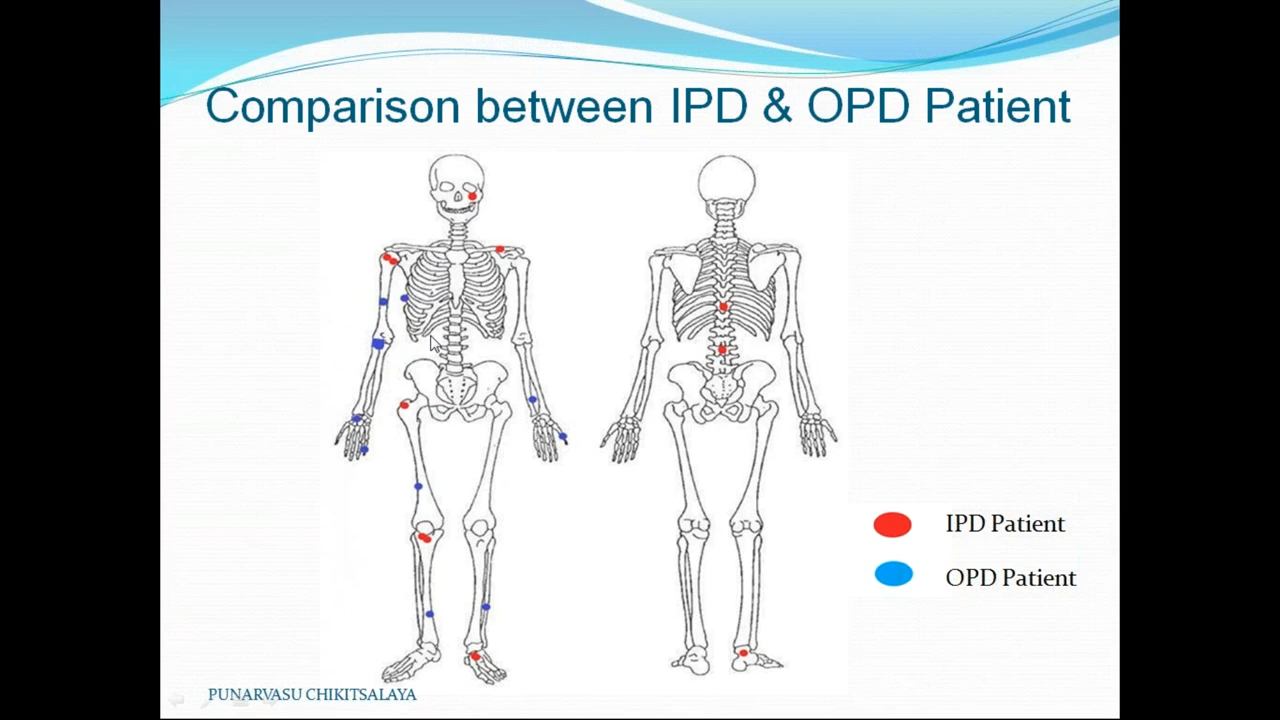 Comparison between IPD & OPD Patient
IPD Patient
OPD Patient
PUNARVASU CHIKITSALAYA